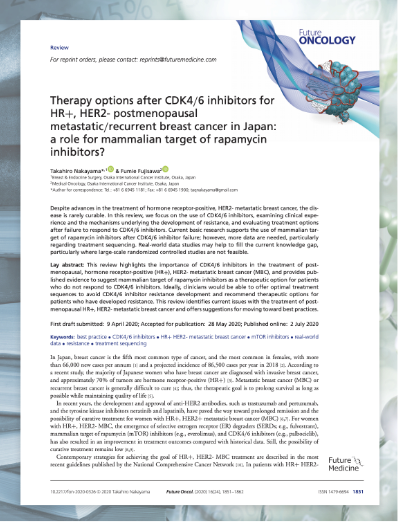 Review
For reprint orders, please contact: reprints@futuremedicine.com
Future
ONCOLOGY
Therapy options after CDK4/6 inhibitors for
HR+, HER2- postmenopausal
metastatic/recurrent breast cancer in Japan:
a role for mammalian target of rapamycin
inhibitors?
Takahiro Nakayama*,1 & Fumie Fujisawa2
1Breast & Endocrine Surgery, Osaka International Cancer Institute, Osaka, Japan
2Medical Oncology, Osaka International Cancer Institute, Osaka, Japan
*Author for correspondence: Tel.: +81 6 6945 1181; Fax: +81 6 6945 1900;
Despite advances in the treatment of hormone receptor-positive, HER2- metastatic breast cancer, the dis-
ease is rarely durable. In this review, we focus on the use of CDK4/6 inhibitors, examining clinical expe-
rience and the mechanisms underlying the development of resistance, and evaluating treatment options
after failure to respond to CDK4/6 inhibitors. Current basic research supports the use of mammalian tar-
get of rapamycin inhibitors after CDK4/6 inhibitor failure; however, more data are needed, particularly
regarding treatment sequencing. Real-world data studies may help to fill the current knowledge gap,
particularly where large-scale randomized controlled studies are not feasible.
Lay abstract: This review highlights the importance of CDK4/6 inhibitors in the treatment of post-
menopausal, hormone receptor-positive (HR+), HER2- metastatic breast cancer (MBC), and provides pub-
lished evidence to suggest mammalian target of rapamycin inhibitors as a therapeutic option for patients
who do not respond to CDK4/6 inhibitors. Ideally, clinicians would be able to offer optimal treatment
sequences to avoid CDK4/6 inhibitor resistance and recommend therapeutic options for
patients who have developed resistance. This review identifies current issues with the treatment of post-
menopausal HR+, HER2- metastatic breast cancer and offers suggestions for moving toward best practices.
First draft submitted: 9 April 2020; Accepted for publication: 28 May 2020; Published online: 2 July 2020
Keywords: best practice • CDK4/6 inhibitors • HR+ HER2- metastatic breast cancer • mTOR inhibitors • real-world
data • resistance • treatment sequencing
In Japan, breast cancer is the fifth most common type of cancer, and the most common in females, with more
than 66,000 new cases per annum [1] and a projected incidence of 86,500 cases per year in 2018 [2]. According to
a recent study, the majority of Japanese women who have breast cancer are diagnosed with invasive breast cancer,
and approximately 70% of tumors are hormone receptor positive (HR+) [3]. Metastatic breast cancer (MBC) or
recurrent breast cancer is generally difficult to cure; thus, the therapeutic goal is to prolong survival as long as
possible while maintaining quality of life
In recent years, the development and approval of anti-HER2 antibodies, such as trastuzumab and pertuzumab,
and the tyrosine kinase inhibitors neratinib and lapatinib, have paved the way toward prolonged remission and the
possibility of curative treatment for women with HR+, HER2+ metastatic breast cancer (MBC). For women
with HR+, HER2- MBC, the emergence of selective estrogen receptor (ER) degraders (SERDs; e.g., fulvestrant),
mammalian target of rapamycin (mTOR) inhibitors (e.g., everolimus), and CDK4/6 inhibitors (e.g., palbociclib),
has also resulted in an improvement in treatment outcomes compared with historical data. Still, the possibility of
curative treatment remains low
Contemporary strategies for achieving the goal of HR+, HER2- MBC treatment are described in the most
recent guidelines published by the National Comprehensive Cancer Network. In patients with HR+ HER2-
Future
Medicine
10.2217/fon-2020-0526 © 2020 Takahiro Nakayama
Future Oncol. (2020) 16(24), 1851–1862
ISSN 1479-6694
1851